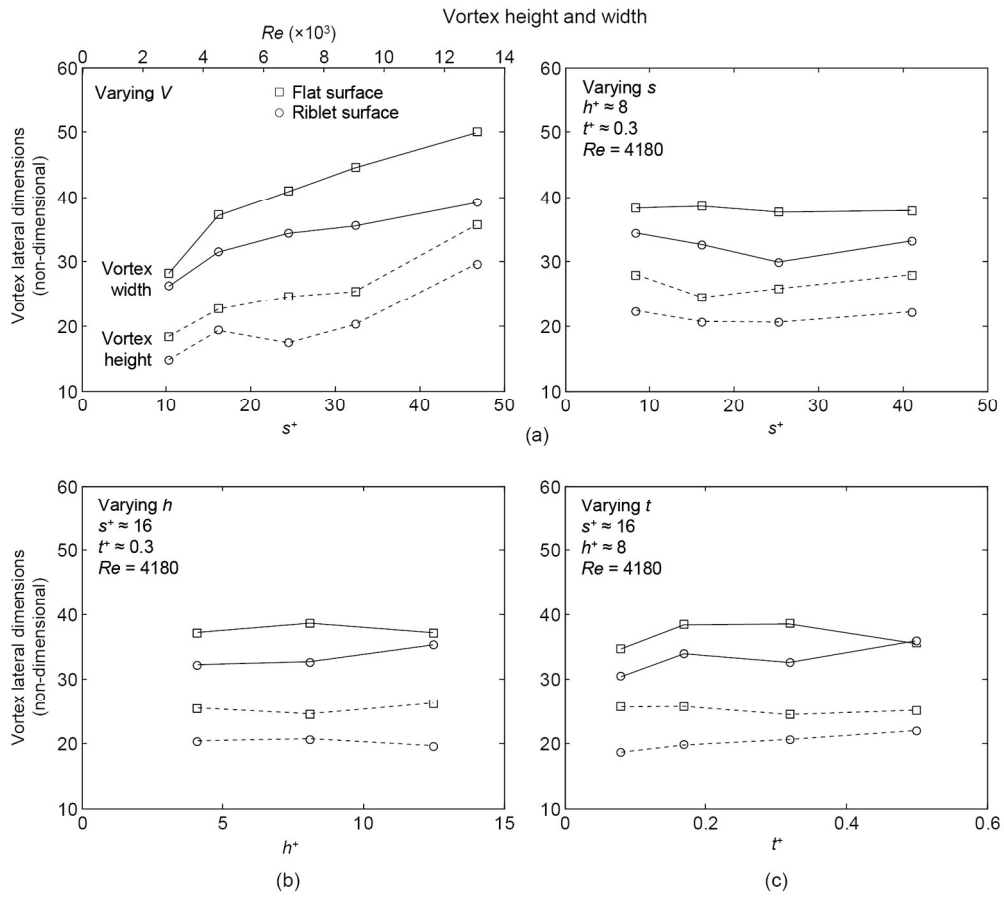 Vortex height and width
Re (×10³)
0 2 4 6 8 10 12 14
Varying V
□ Flat surface
○ Riblet surface
Vortex
width
Vortex
height
Vortex lateral dimensions
(non-dimensional)
60
50
40
30
20
10
0 10 20 30 40 50
s⁺
Varying s
h⁺ ≈ 8
t⁺ ≈ 0.3
Re = 4180
60
50
40
30
20
10
0 10 20 30 40 50
s⁺
(a)
Varying h
s⁺ ≈ 16
t⁺ ≈ 0.3
Re = 4180
Vortex lateral dimensions
(non-dimensional)
60
50
40
30
20
10
0 5 10 15
h⁺
(b)
Varying t
s⁺ ≈ 16
h⁺ ≈ 8
Re = 4180
60
50
40
30
20
10
0 0.2 0.4 0.6
t⁺
(c)